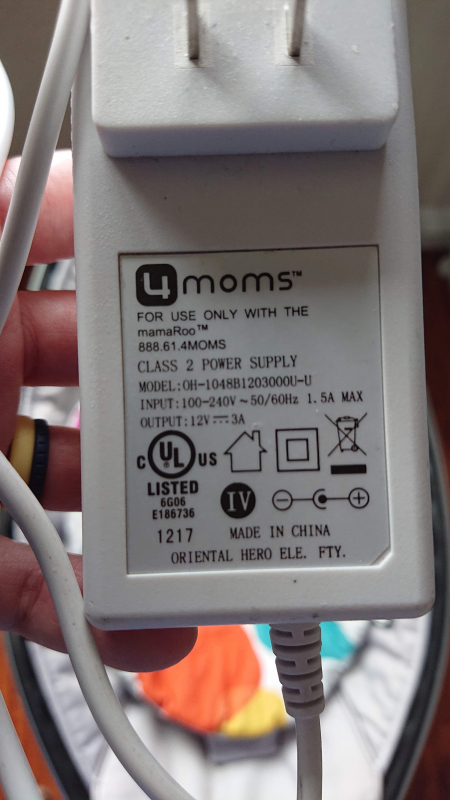 4moms™
FOR USE ONLY WITH THE
mamaRoo™
888.61.4MOMS
CLASS 2 POWER SUPPLY
MODEL:OH-1048B1203000U-U
INPUT:100-240V～50/60Hz 1.5A MAX
OUTPUT:12V⎓3A
C UL US
LISTED
6G06
E186736
IV
1217 MADE IN CHINA
ORIENTAL HERO ELE. FTY.